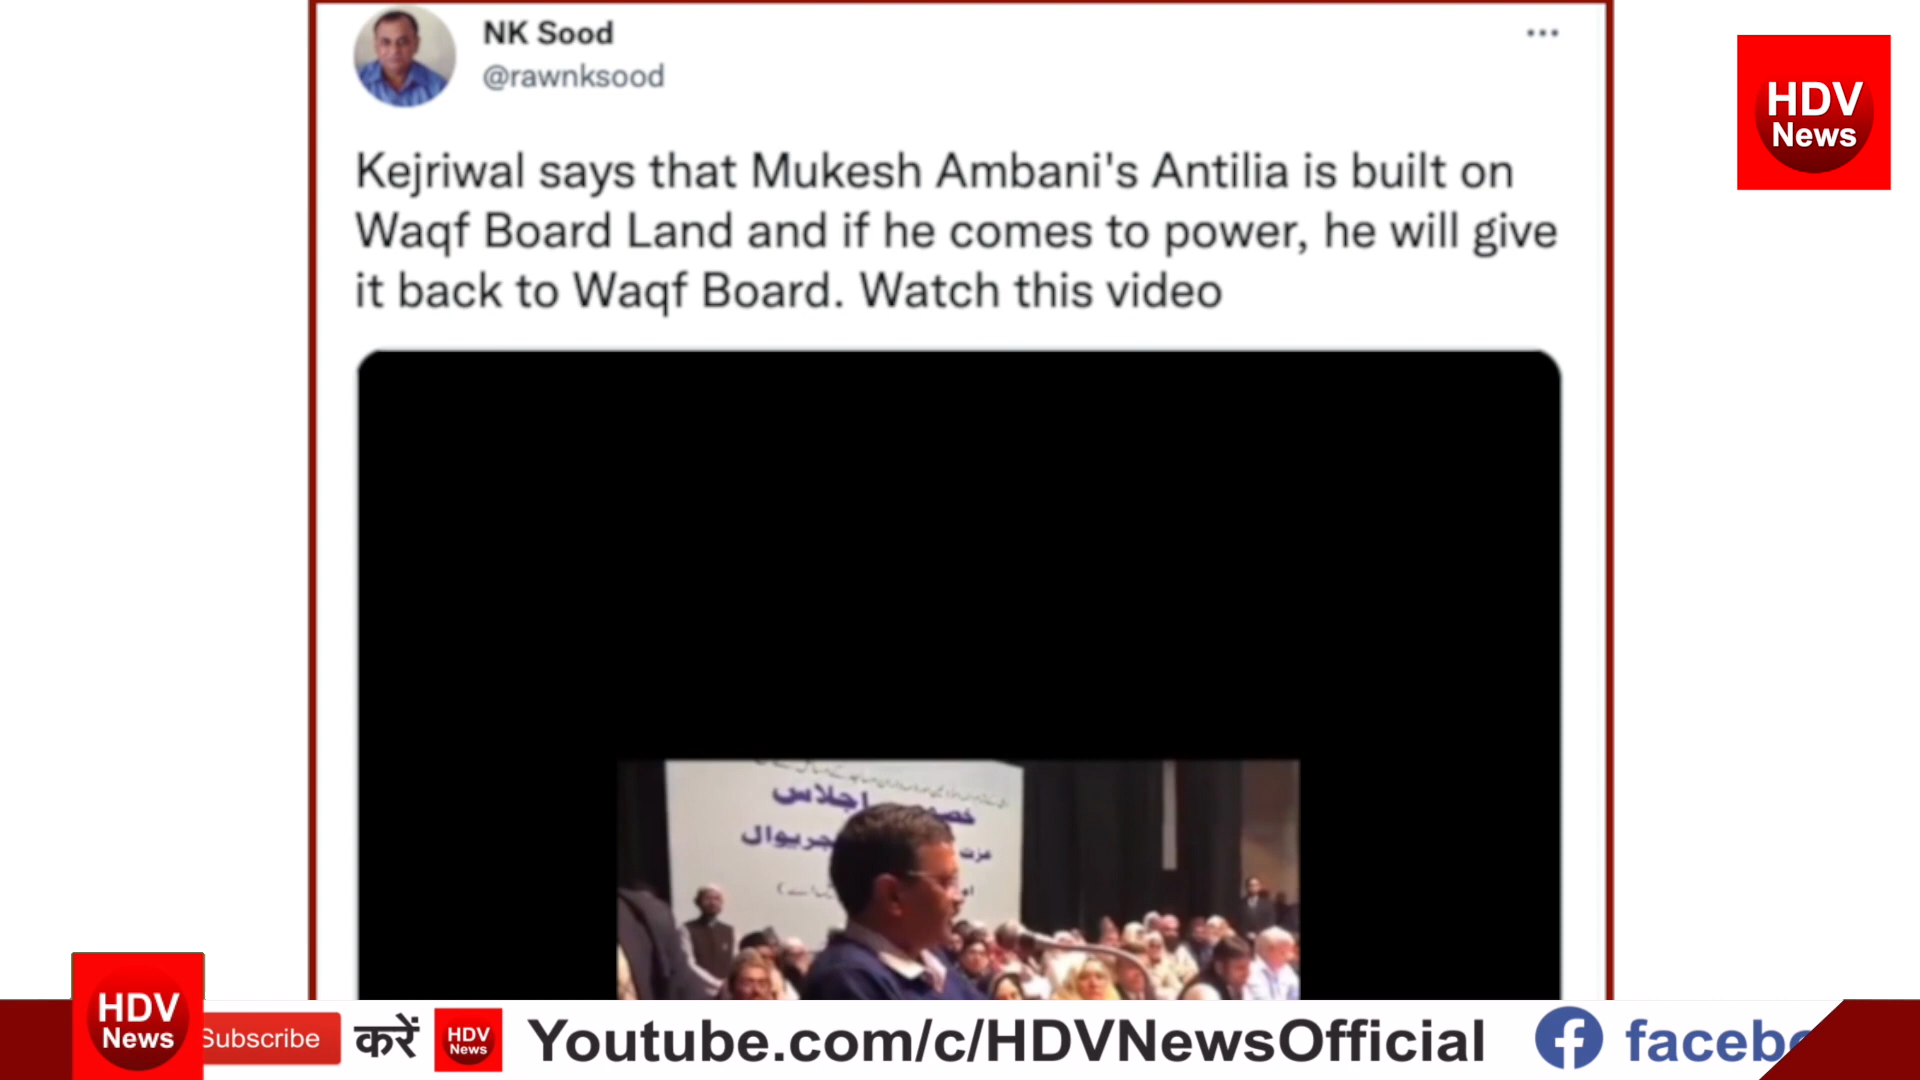 NK Sood
@rawnksood
HDV
News
Kejriwal says that Mukesh Ambani's Antilia is built on
Waqf Board Land and if he comes to power, he will give
it back to Waqf Board. Watch this video
اجلاس
عزت
HDV
News
Subscribe करें
HDV
News
Youtube.com/c/HDVNewsOfficial
facebo